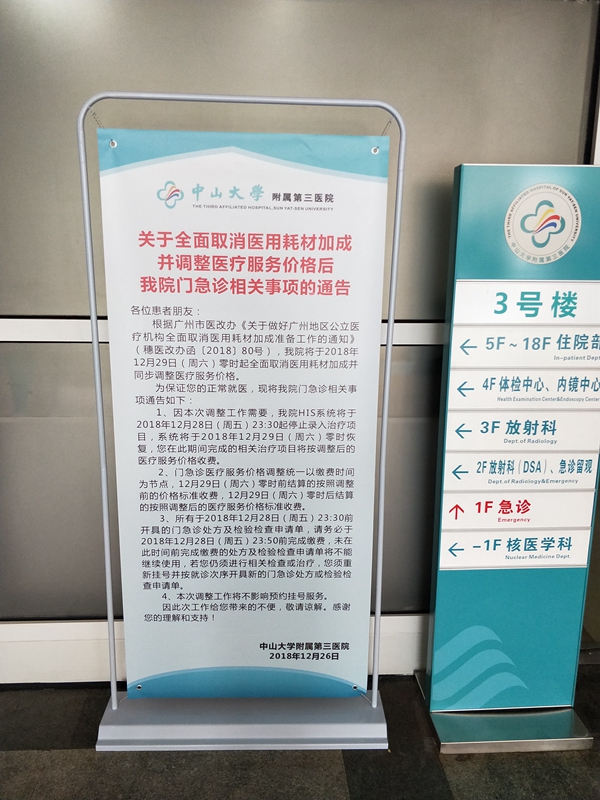 中山大学 附属第三医院
THE THIRD AFFILIATED HOSPITAL, SUN YAT-SEN UNIVERSITY
关于全面取消医用耗材加成
并调整医疗服务价格后
我院门急诊相关事项的通告
各位患者朋友：
根据广州市医改办《关于做好广州地区公立医
疗机构全面取消医用耗材加成准备工作的通知》
（穗医改办函［2018］80号），我院将于2018年
12月29日（周六）零时起全面取消医用耗材加成并
同步调整医疗服务价格。
为保证您的正常就医，现将我院门急诊相关事
项通告如下：
1、因本次调整工作需要，我院HIS系统将于
2018年12月28日（周五）23:30起停止录入治疗项
目，系统将于2018年12月29日（周六）零时恢
复，您在此期间完成的相关治疗项目将按调整后的
医疗服务价格收费。
2、门急诊医疗服务价格调整统一以缴费时间
为节点，12月29日（周六）零时前结算的按照调整
前的价格标准收费，12月29日（周六）零时后结算
的按照调整后的医疗服务价格标准收费。
3、所有于2018年12月28日（周五）23:30前
开具的门急诊处方及检验检查申请单，请务必于
2018年12月28日（周五）23:50前完成缴费，未在
此时间前完成缴费的处方及检验检查申请单将不能
继续使用，若您仍须进行相关检查或治疗，您须重
新挂号并按就诊次序开具新的门急诊处方或检验检
查申请单。
4、本次调整工作将不影响预约挂号服务。
因此次工作给您带来的不便，敬请谅解。感谢
您的理解和支持！
中山大学附属第三医院
2018年12月26日
THE THIRD AFFILIATED HOSPITAL OF SUN YAT-SEN UNIVERSITY
中山大学附属第三医院
3号楼
5F～18F 住院部
In-patient Dept.
4F 体检中心、内镜中心
Health Examination Center&Endoscopy Center
3F 放射科
Dept.of Radiology
2F 放射科（DSA）、急诊留观
Dept.of Radiology&Emergency
1F 急诊
Emergency
-1F 核医学科
Nuclear Medicine Dept.